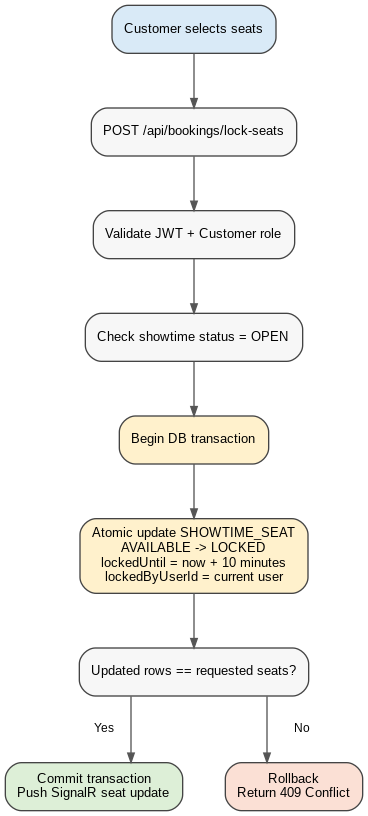 Customer selects seats
POST /api/bookings/lock-seats
Validate JWT + Customer role
Check showtime status = OPEN
Begin DB transaction
Atomic update SHOWTIME_SEAT
AVAILABLE -> LOCKED
lockedUntil = now + 10 minutes
lockedByUserId = current user
Updated rows == requested seats?
Yes
No
Commit transaction
Push SignalR seat update
Rollback
Return 409 Conflict